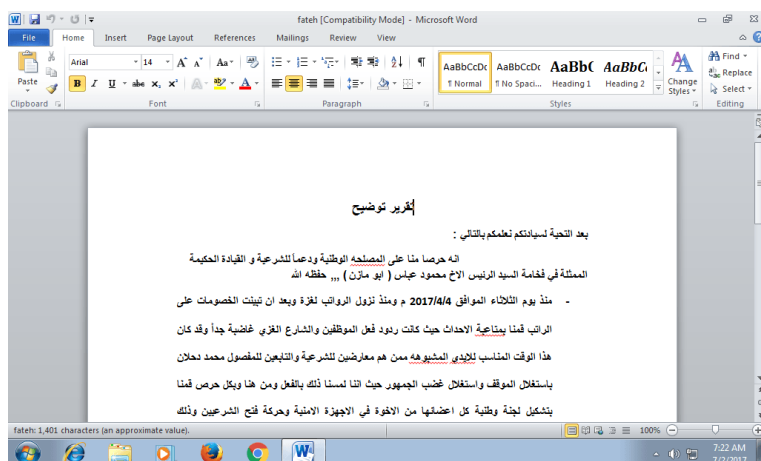 fateh [Compatibility Mode] - Microsoft Word
File Home Insert Page Layout References Mailings Review View
Paste
Arial 14
Clipboard Font Paragraph Styles Editing
AaBbCcDc AaBbCcDc AaBbC AaBbCc
¶ Normal ¶ No Spaci... Heading 1 Heading 2
Change Styles
Find
Replace
Select
تقرير توضيح
بعد التحية لسيادتكم نعلمكم بالتالي :
انه حرصا منا على المصلحه الوطنية ودعماً للشرعية و القيادة الحكيمة
الممثلة في فخامة السيد الرئيس الاخ محمود عباس ( ابو مازن ) ,,, حفظه الله
- منذ يوم الثلاثاء الموافق 2017/4/4 م ومنذ نزول الرواتب لغزة وبعد ان تبينت الخصومات على
الراتب قمنا بمتاعية الاحداث حيث كانت ردود فعل الموظفين والشارع الغزي غاضبة جداً وقد كان
هذا الوقت المناسب للايدي المشبوهه ممن هم معارضين للشرعية والتابعين للمفصول محمد دحلان
باستغلال الموقف واستغلال غضب الجمهور حيث اننا لمسنا ذلك بالفعل ومن هنا وبكل حرص قمنا
بتشكيل لجنة وطنية كل اعضائها من الاخوة في الاجهزة الامنية وحركة فتح الشرعيين وذلك
fateh: 1,401 characters (an approximate value).
100%
7:22 AM
7/2/2017